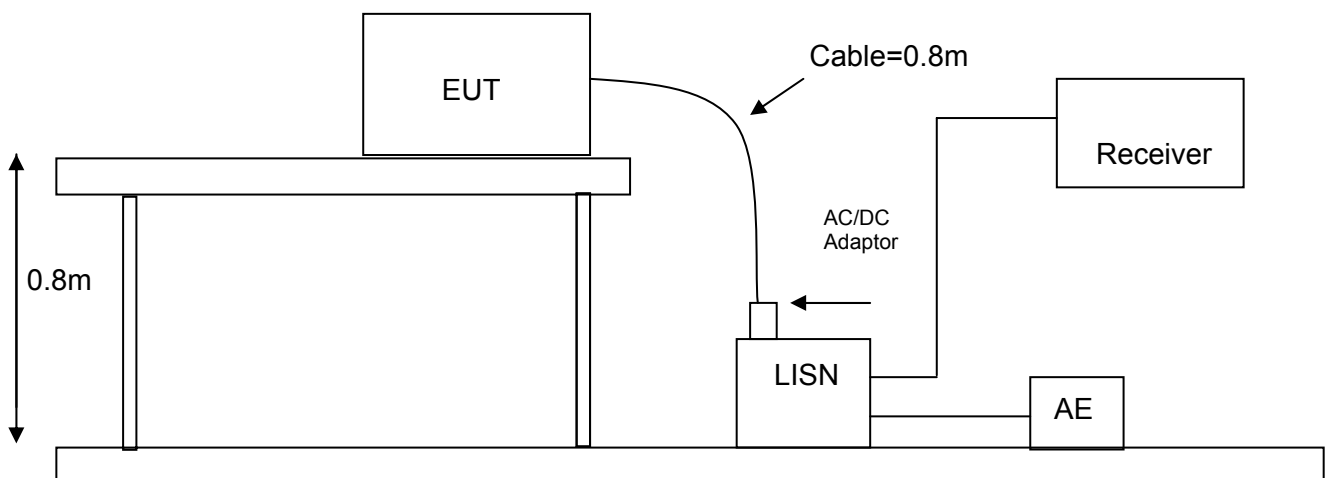 EUT
Cable=0.8m
Receiver
AC/DC
Adaptor
0.8m
LISN
AE